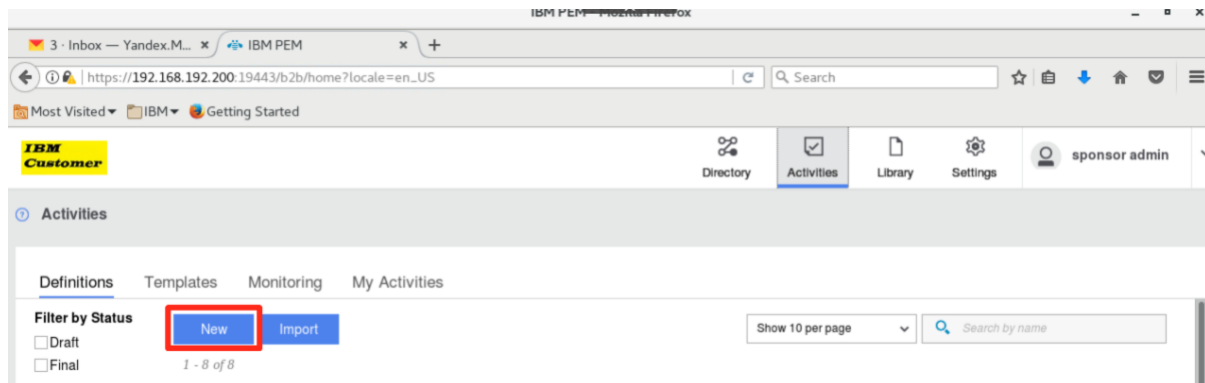 IBM PEM - Mozilla Firefox
3 · Inbox — Yandex.M... × IBM PEM × +
https://192.168.192.200:19443/b2b/home?locale=en_US Search
Most Visited IBM Getting Started
IBM
Customer
Directory Activities Library Settings sponsor admin
Activities
Definitions Templates Monitoring My Activities
Filter by Status New Import Show 10 per page Search by name
Draft
Final 1 - 8 of 8